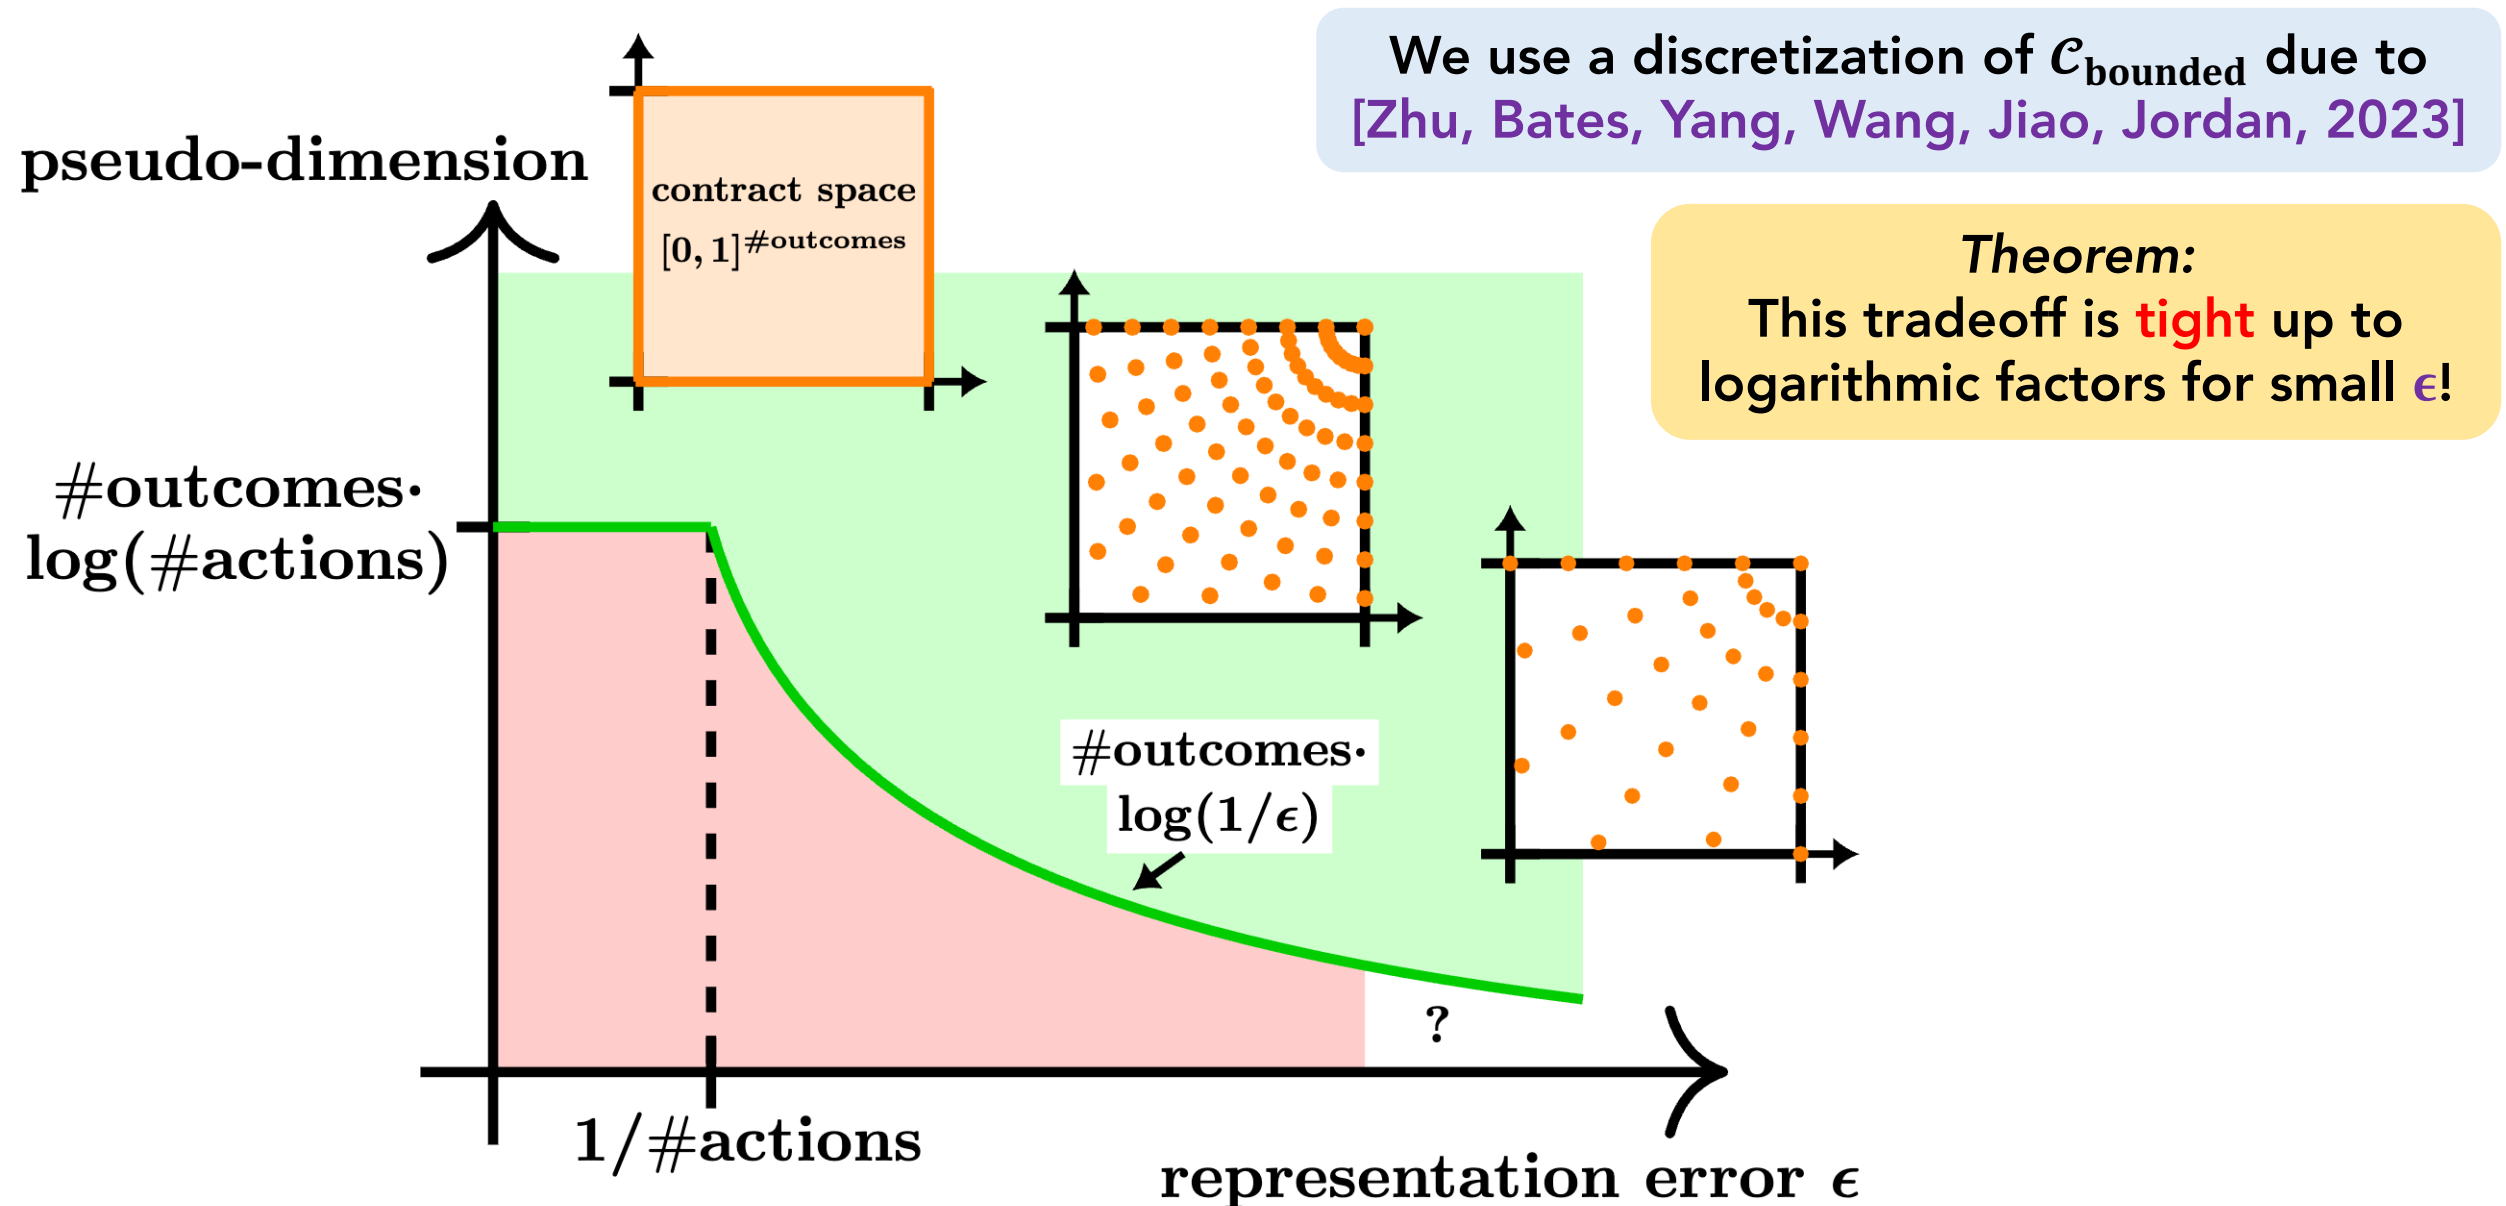 We use a discretization of 𝒞bounded due to
[Zhu, Bates, Yang, Wang, Jiao, Jordan, 2023]
pseudo-dimension
contract space
[0, 1]^#outcomes
Theorem:
This tradeoff is tight up to
logarithmic factors for small ϵ!
#outcomes·
log(#actions)
#outcomes·
log(1/ϵ)
?
1/#actions
representation error ϵ